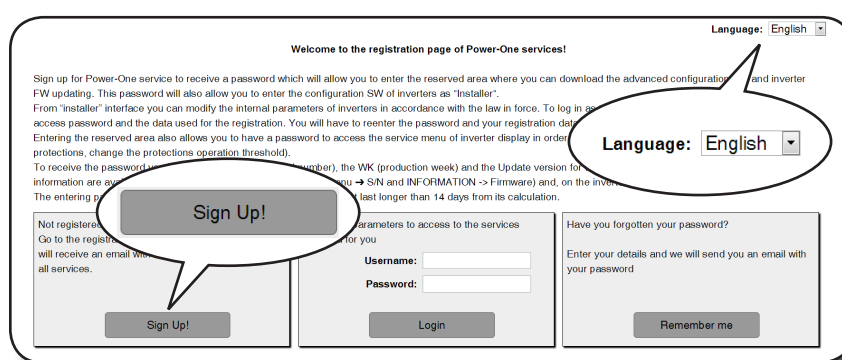 Language: English
Welcome to the registration page of Power-One services!
Sign up for Power-One service to receive a password which will allow you to enter the reserved area where you can download the advanced configuration and inverter
FW updating. This password will also allow you to enter the configuration SW of inverters as "Installer".
From "installer" interface you can modify the internal parameters of inverters in accordance with the law in force. To log in as
access password and the data used for the registration. You will have to reenter the password and your registration data
Entering the reserved area also allows you to have a password to access the service menu of inverter display in order
protections, change the protections operation threshold).
Language: English
To receive the password number), the WK (production week) and the Update version for
information are ➔ S/N and INFORMATION -> Firmware) and, on the
The entering last longer than 14 days from its calculation.
Sign Up!
Not registered
Go to the
will receive an email
all services.
Sign Up!
parameters to access to the services
for you
Username:
Password:
Login
Have you forgotten your password?
Enter your details and we will send you an email with
your password
Remember me